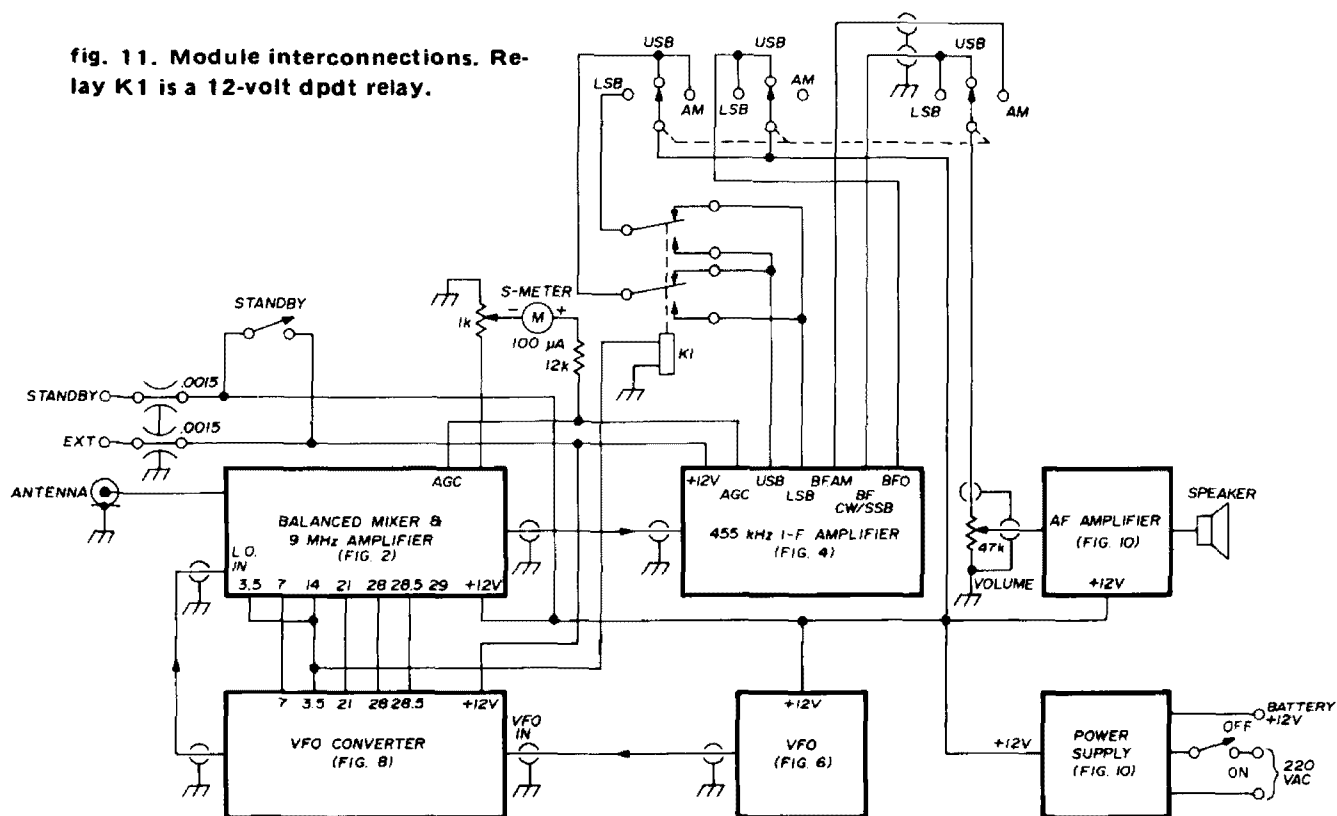 fig. 11. Module interconnections. Re-
lay K1 is a 12-volt dpdt relay.
USB
USB
USB
LSB
AM
LSB
AM
LSB
AM
STANDBY
S-METER
1k
- M +
100 µA
12k
K1
STANDBY
.0015
EXT
.0015
ANTENNA
AGC
BALANCED MIXER &
9 MHz AMPLIFIER
(FIG. 2)
L.O.
IN
3.5 7 14 21 28 28.5 29 +12V
+12V AGC USB LSB BF.AM BF CW/SSB BFO
455 kHz I-F AMPLIFIER
(FIG. 4)
47k
VOLUME
AF AMPLIFIER
(FIG. 10)
+12V
SPEAKER
7 3.5 21 28 28.5 +12V
VFO CONVERTER
(FIG. 8)
VFO
IN
+12V
VFO
(FIG. 6)
+12V
POWER
SUPPLY
(FIG. 10)
BATTERY
+12V
OFF
ON
220
VAC